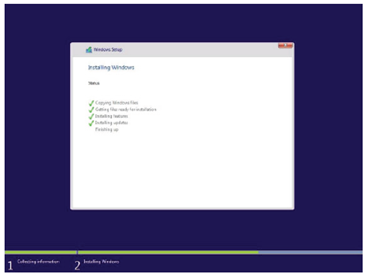 Windows Setup
Installing Windows
Status
Copying Windows files
Getting files ready for installation
Installing features
Installing updates
Finishing up
1 Collecting information
2 Installing Windows